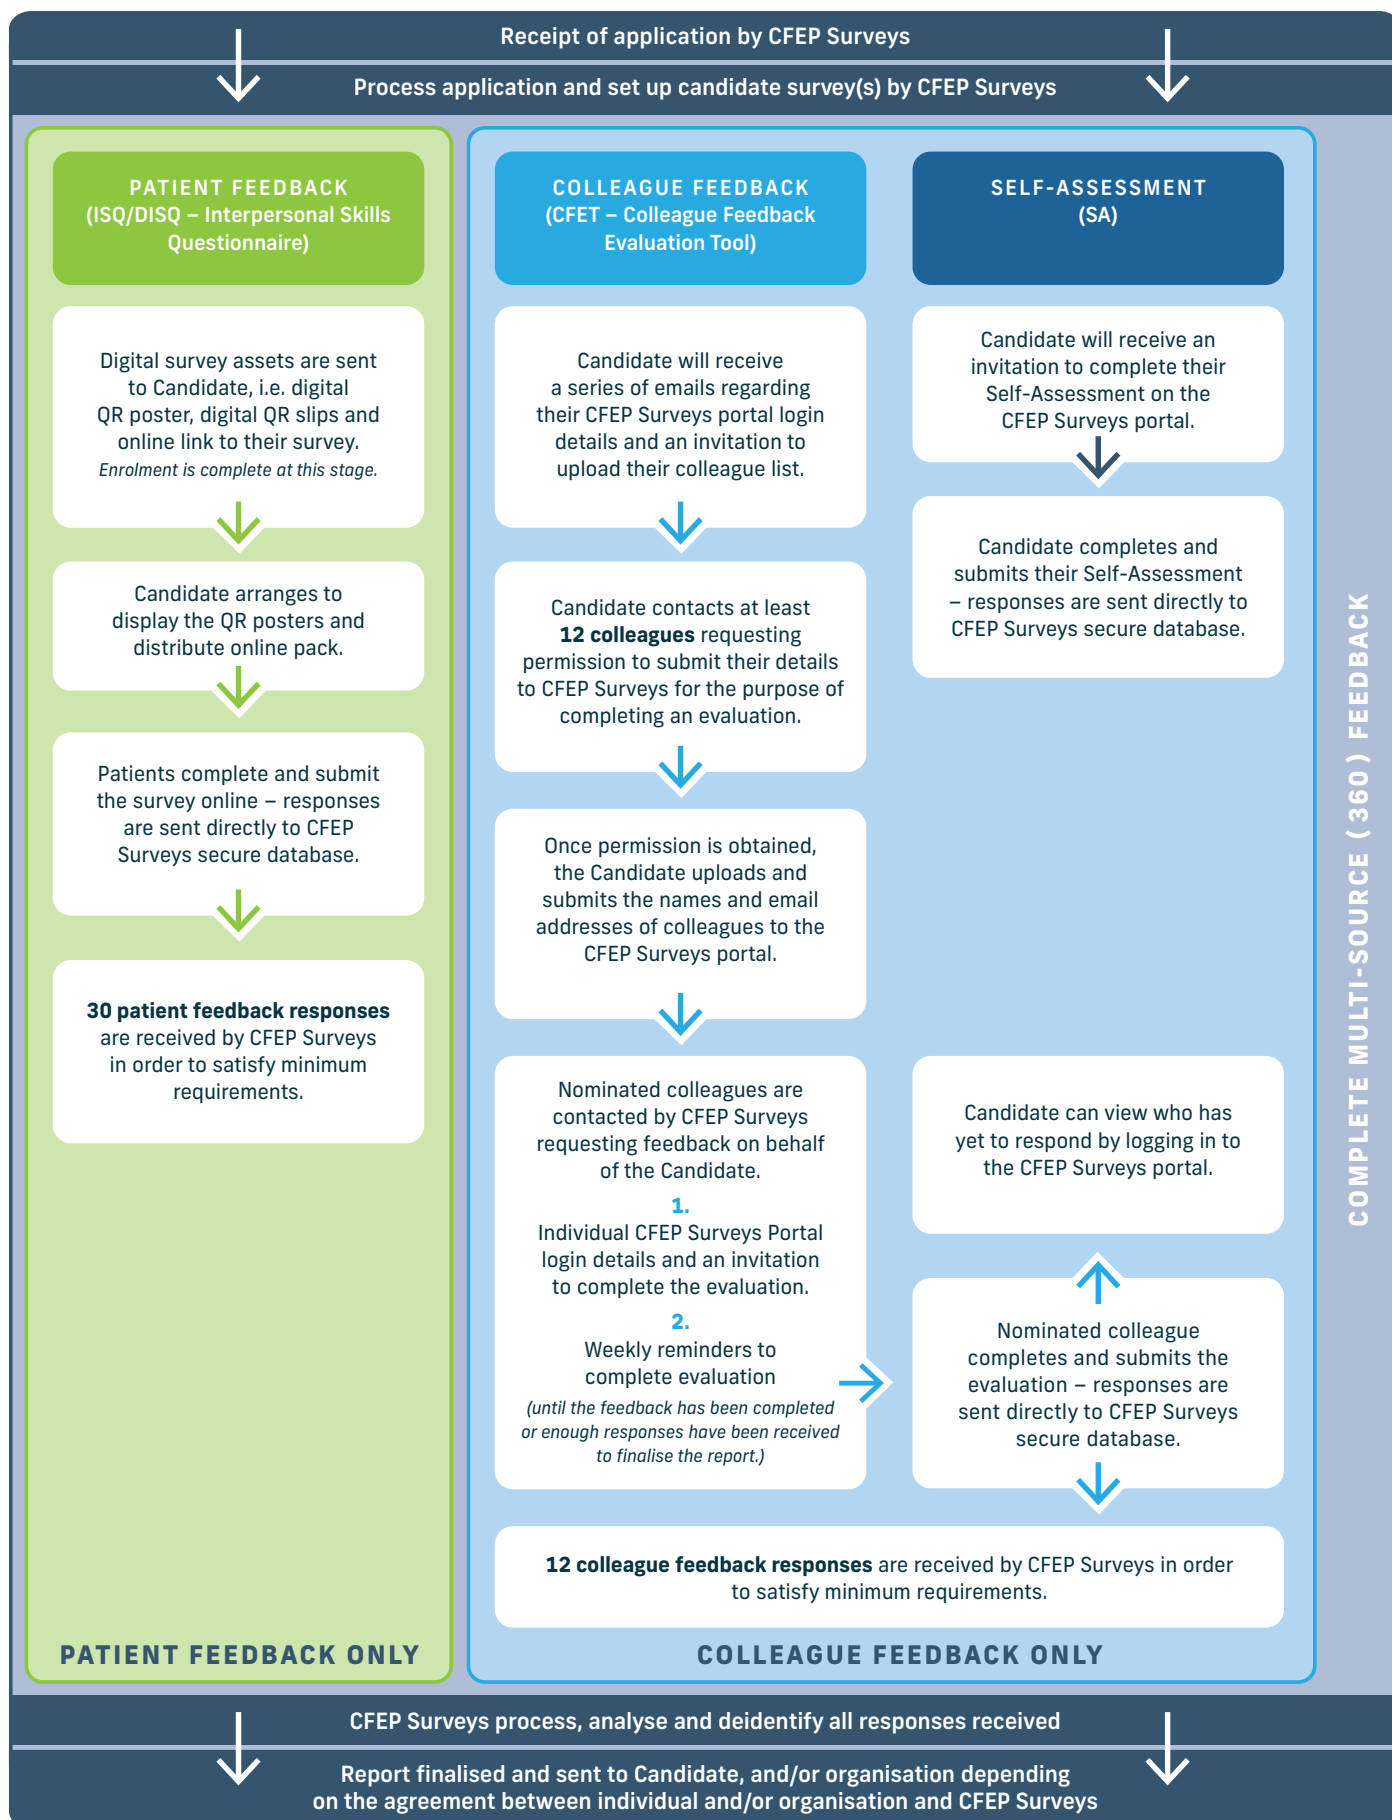 Receipt of application by CFEP Surveys
Process application and set up candidate survey(s) by CFEP Surveys
PATIENT FEEDBACK
(ISQ/DISQ – Interpersonal Skills
Questionnaire)
Digital survey assets are sent
to Candidate, i.e. digital
QR poster, digital QR slips and
online link to their survey.
Enrolment is complete at this stage.
Candidate arranges to
display the QR posters and
distribute online pack.
Patients complete and submit
the survey online – responses
are sent directly to CFEP
Surveys secure database.
30 patient feedback responses
are received by CFEP Surveys
in order to satisfy minimum
requirements.
PATIENT FEEDBACK ONLY
COLLEAGUE FEEDBACK
(CFET – Colleague Feedback
Evaluation Tool)
Candidate will receive
a series of emails regarding
their CFEP Surveys portal login
details and an invitation to
upload their colleague list.
Candidate contacts at least
12 colleagues requesting
permission to submit their details
to CFEP Surveys for the purpose of
completing an evaluation.
Once permission is obtained,
the Candidate uploads and
submits the names and email
addresses of colleagues to the
CFEP Surveys portal.
Nominated colleagues are
contacted by CFEP Surveys
requesting feedback on behalf
of the Candidate.
1.
Individual CFEP Surveys Portal
login details and an invitation
to complete the evaluation.
2.
Weekly reminders to
complete evaluation
(until the feedback has been completed
or enough responses have been received
to finalise the report.)
SELF-ASSESSMENT
(SA)
Candidate will receive an
invitation to complete their
Self-Assessment on the
CFEP Surveys portal.
Candidate completes and
submits their Self-Assessment
– responses are sent directly to
CFEP Surveys secure database.
Candidate can view who has
yet to respond by logging in to
the CFEP Surveys portal.
Nominated colleague
completes and submits the
evaluation – responses are
sent directly to CFEP Surveys
secure database.
12 colleague feedback responses are received by CFEP Surveys in order
to satisfy minimum requirements.
COLLEAGUE FEEDBACK ONLY
COMPLETE MULTI-SOURCE (360) FEEDBACK
CFEP Surveys process, analyse and deidentify all responses received
Report finalised and sent to Candidate, and/or organisation depending
on the agreement between individual and/or organisation and CFEP Surveys